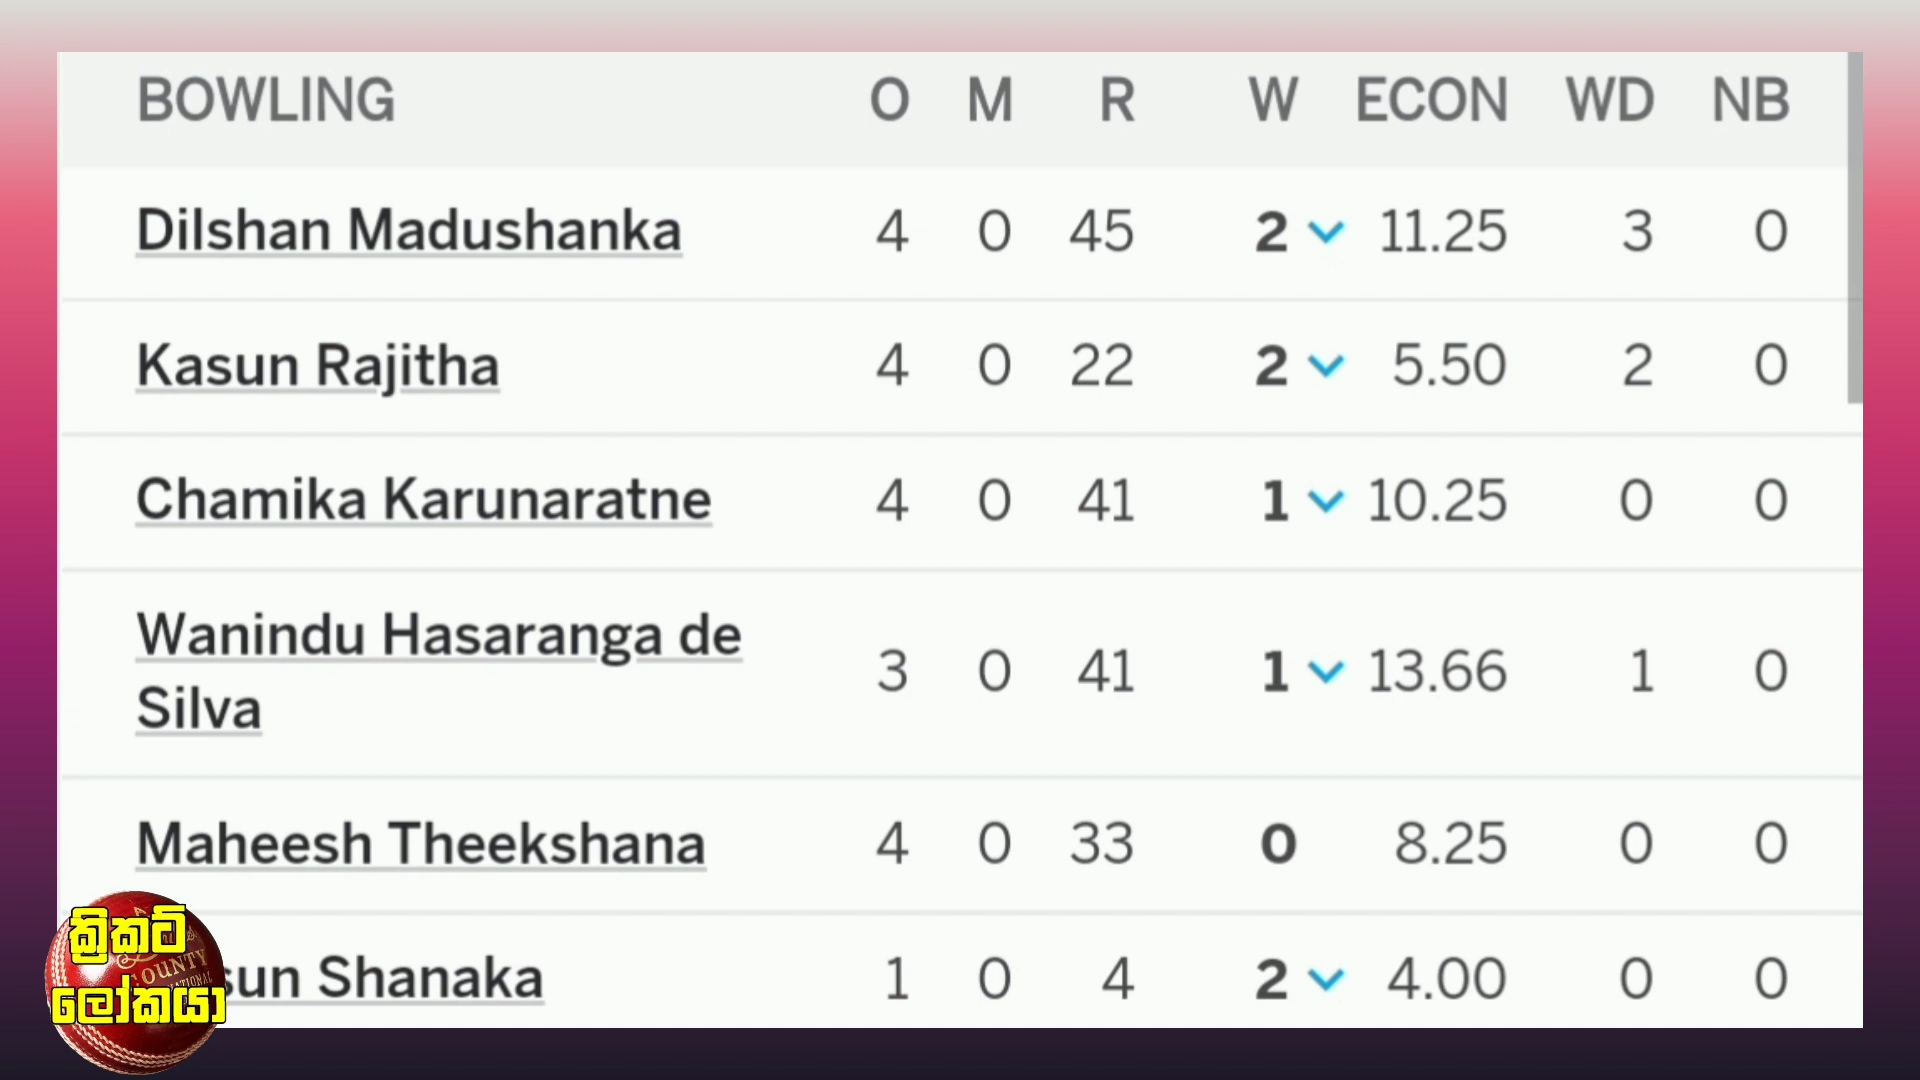 BOWLING O M R W ECON WD NB
Dilshan Madushanka 4 0 45 2 11.25 3 0
Kasun Rajitha 4 0 22 2 5.50 2 0
Chamika Karunaratne 4 0 41 1 10.25 0 0
Wanindu Hasaranga de
Silva 3 0 41 1 13.66 1 0
Maheesh Theekshana 4 0 33 0 8.25 0 0
sun Shanaka 1 0 4 2 4.00 0 0
ක්‍රිකට්
ලෝකයා